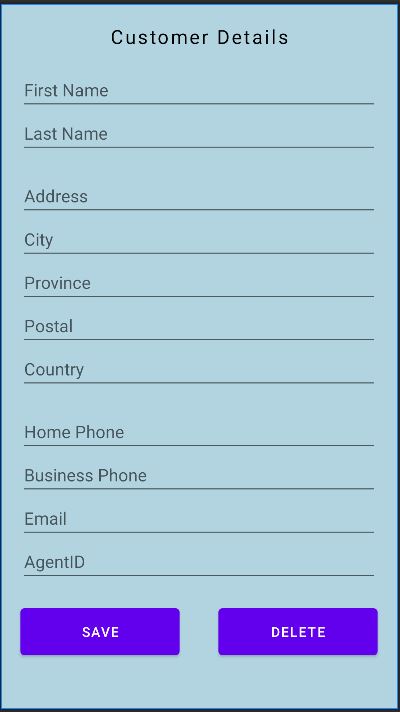 Customer Details
First Name
Last Name
Address
City
Province
Postal
Country
Home Phone
Business Phone
Email
AgentID
SAVE DELETE